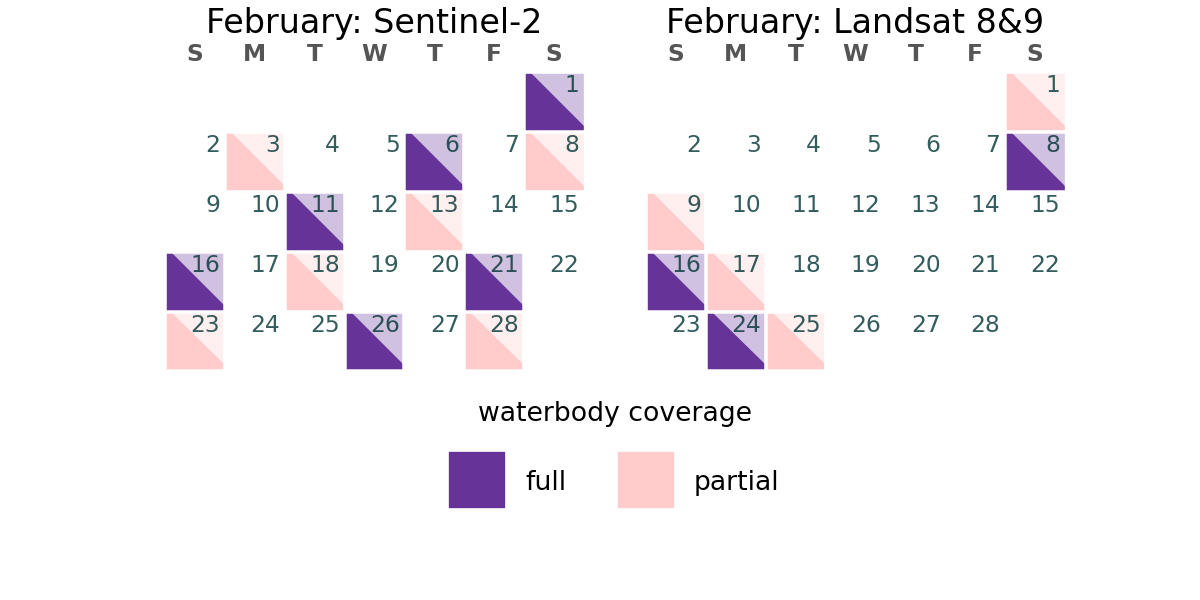 February: Sentinel-2
S M T W T F S
1
2 3 4 5 6 7 8
9 10 11 12 13 14 15
16 17 18 19 20 21 22
23 24 25 26 27 28
February: Landsat 8&9
S M T W T F S
1
2 3 4 5 6 7 8
9 10 11 12 13 14 15
16 17 18 19 20 21 22
23 24 25 26 27 28
waterbody coverage
full partial